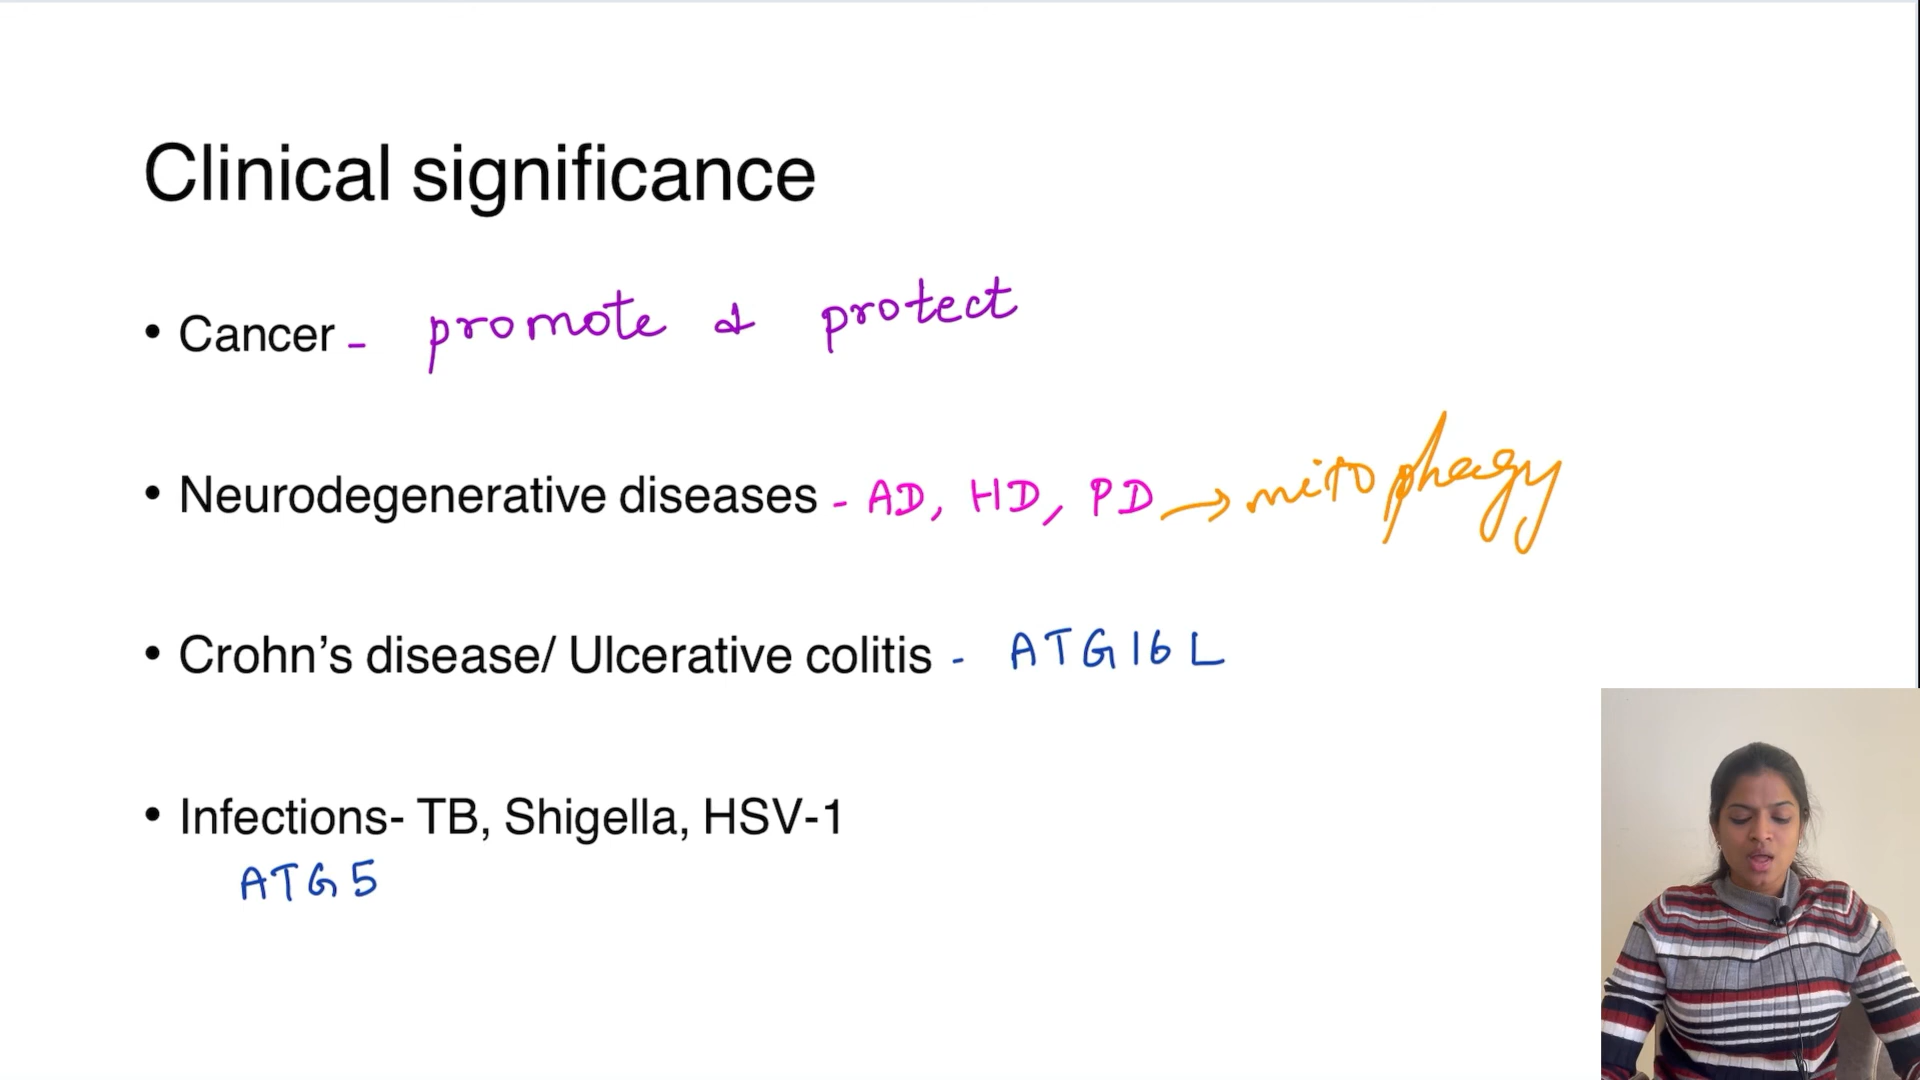 Clinical significance
• Cancer - promote & protect
• Neurodegenerative diseases - AD, HD, PD → mitophagy
• Crohn’s disease/ Ulcerative colitis - ATG16L
• Infections- TB, Shigella, HSV-1
ATG5